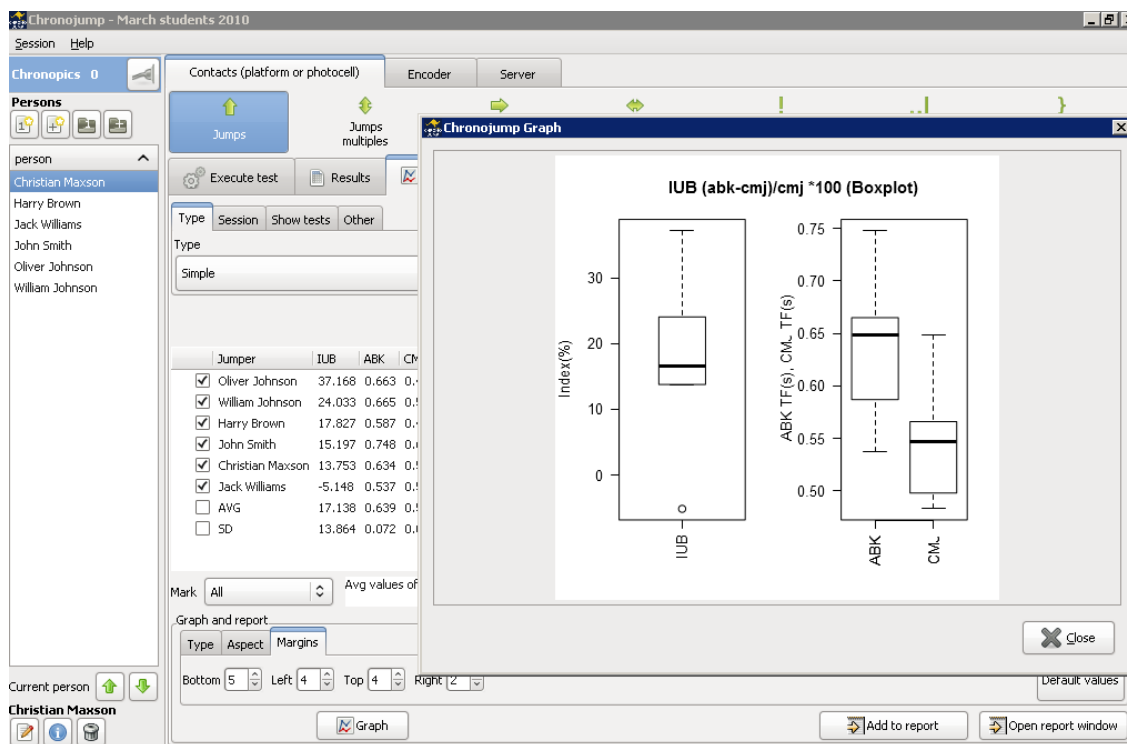 Chronojump - March students 2010
Session Help
Chronopics 0
Contacts (platform or photocell) Encoder Server
Persons
Jumps
Jumps
multiples
person
Christian Maxson
Harry Brown
Jack Williams
John Smith
Oliver Johnson
William Johnson
Execute test Results
Type Session Show tests Other
Type
Simple
Jumper IUB ABK CM
Oliver Johnson 37.168 0.663
William Johnson 24.033 0.665
Harry Brown 17.827 0.587
John Smith 15.197 0.748
Christian Maxson 13.753 0.634
Jack Williams -5.148 0.537
AVG 17.138 0.639
SD 13.864 0.072
Mark All Avg values of
Graph and report
Type Aspect Margins
Bottom 5 Left 4 Top 4 Right 2
Default values
Graph Add to report Open report window
Current person
Christian Maxson
Chronojump Graph
IUB (abk-cmj)/cmj *100 (Boxplot)
Index(%)
30
20
10
0
IUB
ABK TF(s), CMJ TF(s)
0.75
0.70
0.65
0.60
0.55
0.50
ABK
CMJ
Close